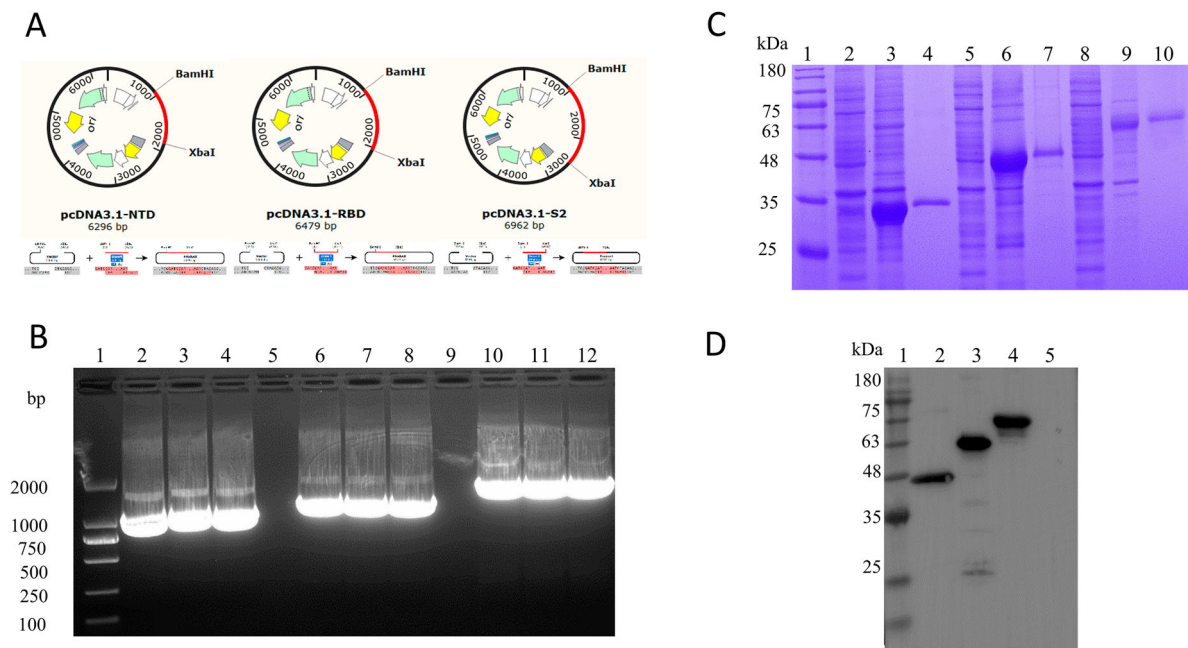 A
BamHI
XbaI
1000
2000
3000
4000
5000
6000
ori
pcDNA3.1-NTD
6296 bp
BamHI
XbaI
1000
2000
3000
4000
5000
6000
ori
pcDNA3.1-RBD
6479 bp
BamHI
XbaI
1000
2000
3000
4000
5000
6000
ori
pcDNA3.1-S2
6962 bp
+
+
+
B
1 2 3 4 5 6 7 8 9 10 11 12
bp
2000
1000
750
500
250
100
C
kDa
1 2 3 4 5 6 7 8 9 10
180
75
63
48
35
25
D
kDa
1 2 3 4 5
180
75
63
48
35
25